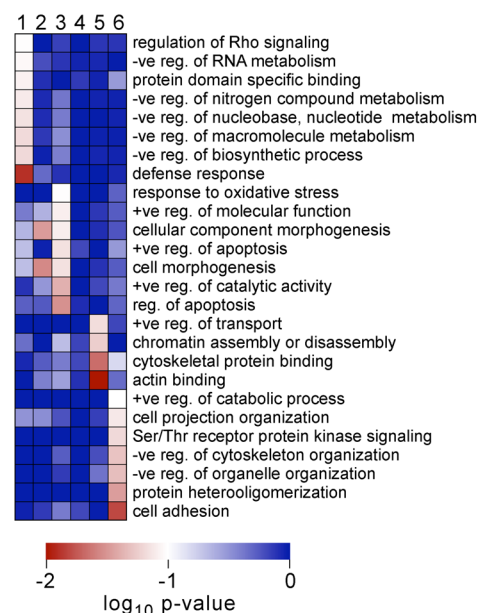 1 2 3 4 5 6
regulation of Rho signaling
-ve reg. of RNA metabolism
protein domain specific binding
-ve reg. of nitrogen compound metabolism
-ve reg. of nucleobase, nucleotide metabolism
-ve reg. of macromolecule metabolism
-ve reg. of biosynthetic process
defense response
response to oxidative stress
+ve reg. of molecular function
cellular component morphogenesis
+ve reg. of apoptosis
cell morphogenesis
+ve reg. of catalytic activity
reg. of apoptosis
+ve reg. of transport
chromatin assembly or disassembly
cytoskeletal protein binding
actin binding
+ve reg. of catabolic process
cell projection organization
Ser/Thr receptor protein kinase signaling
-ve reg. of cytoskeleton organization
-ve reg. of organelle organization
protein heterooligomerization
cell adhesion
-2 -1 0
log10 p-value